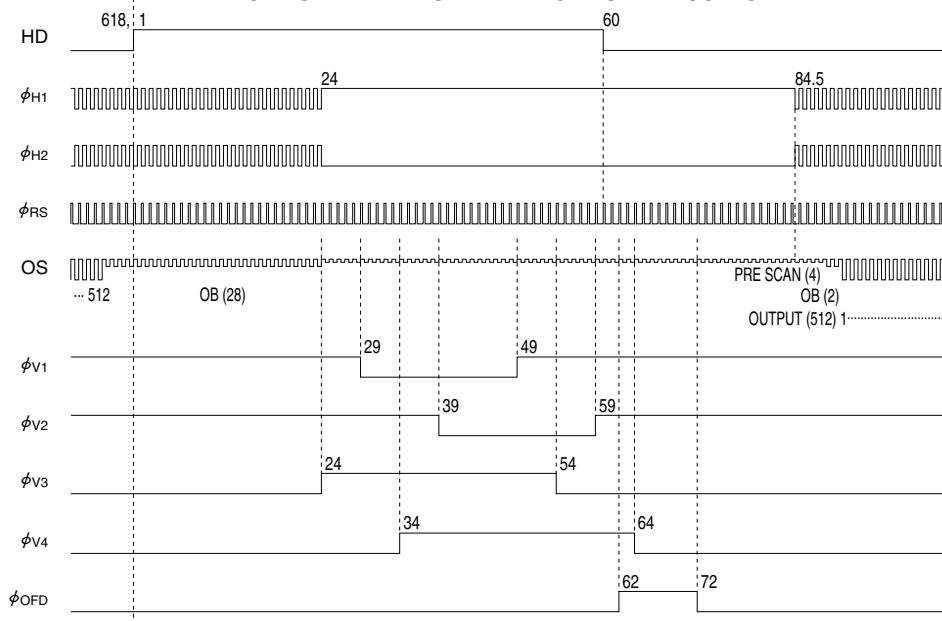 618, 1
60
HD
24
84.5
ϕH1
ϕH2
ϕRS
OS
PRE SCAN (4)
··· 512
OB (28)
OB (2)
OUTPUT (512) 1
29
49
ϕV1
39
59
ϕV2
24
54
ϕV3
34
64
ϕV4
62
72
ϕOFD